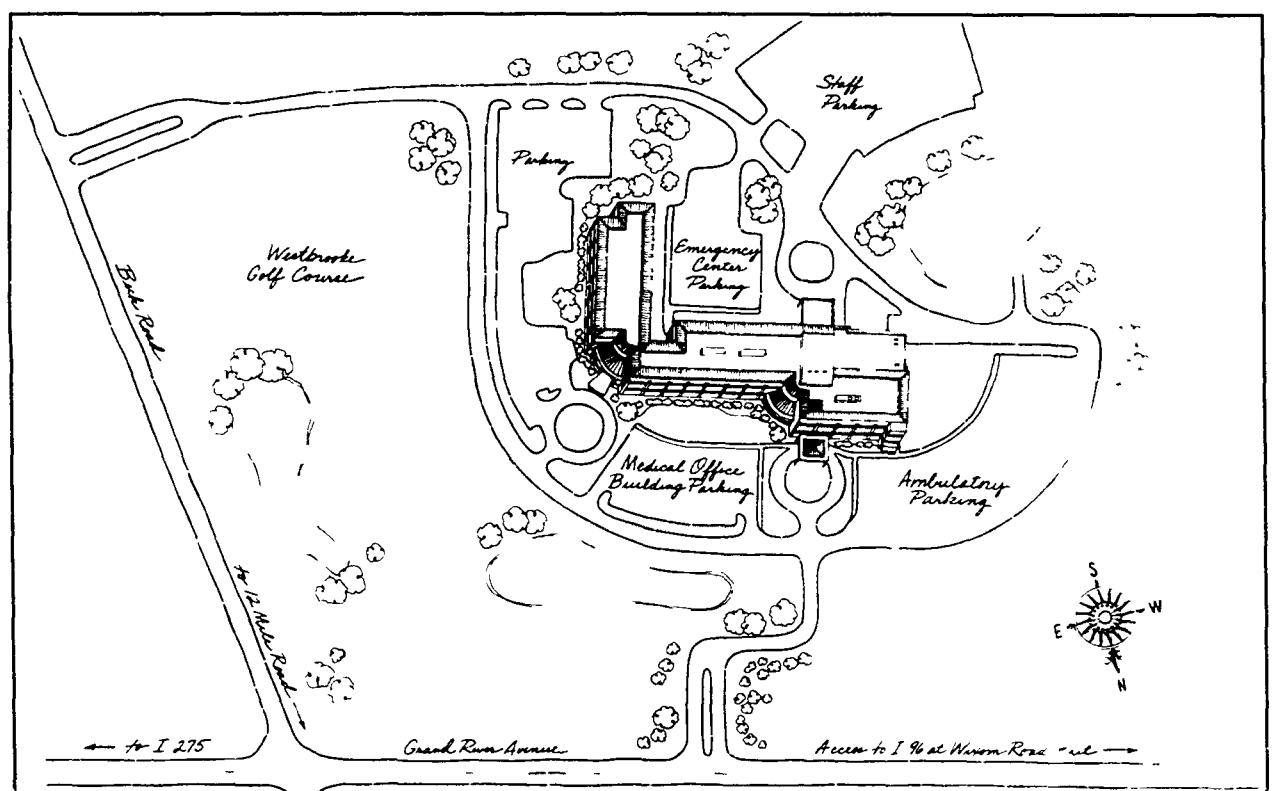 Staff
Parking
Parking
Westbrooke
Golf Course
Emergency
Center
Parking
Beck Road
Medical Office
Building Parking
Ambulatory
Parking
to 12 Mile Road
S
W
E
N
to I 275
Grand River Avenue
Access to I 96 at Wixom Road